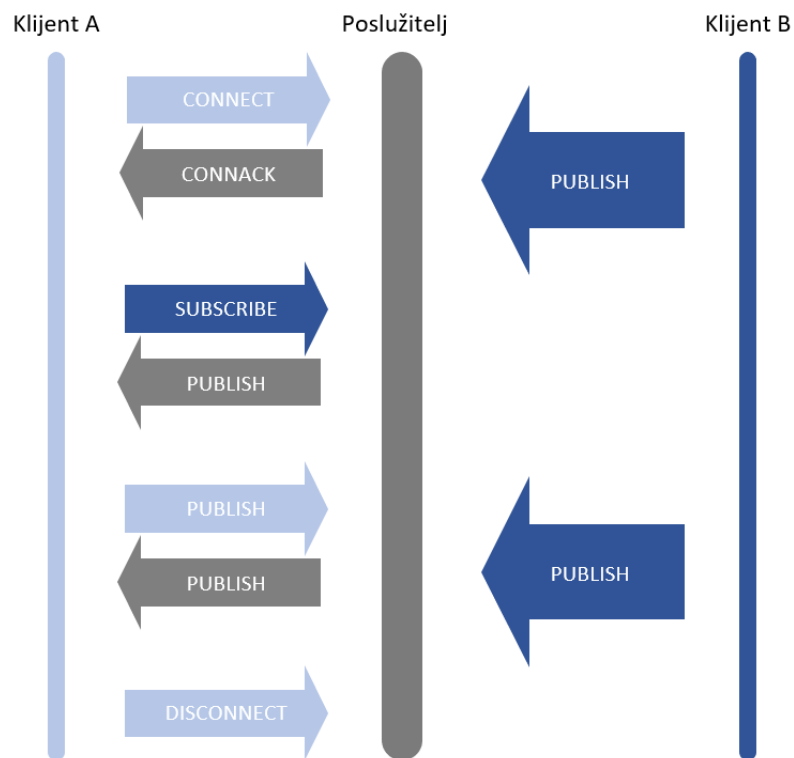 Klijent A
Poslužitelj
Klijent B
CONNECT
CONNACK
PUBLISH
SUBSCRIBE
PUBLISH
PUBLISH
PUBLISH
PUBLISH
DISCONNECT